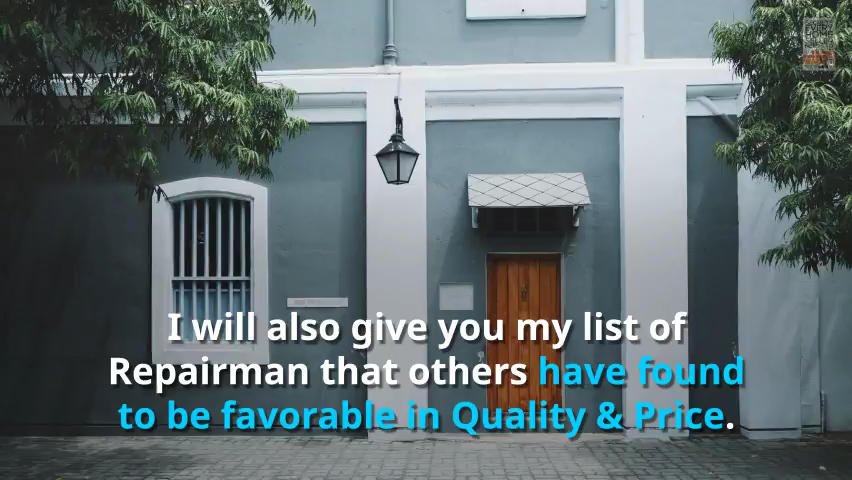 I will also give you my list of
Repairman that others have found
to be favorable in Quality & Price.